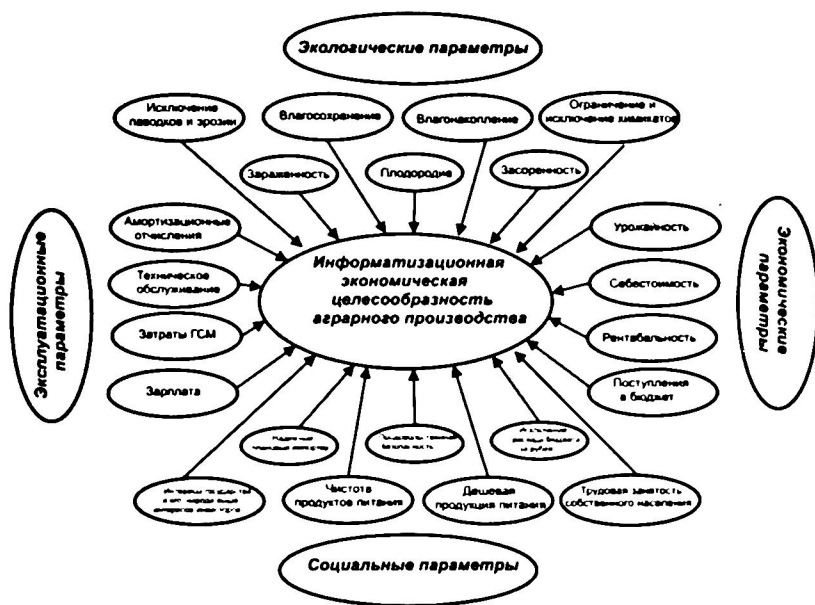 Экологические параметры
Исключение
паводков и эрозии
Влагосохранение
Влагонакопление
Ограничение и
исключение химикатов
Зараженность
Плодородие
Засоренность
Эксплуатационные
параметры
Амортизационные
отчисления
Техническое
обслуживание
Затраты ГСМ
Зарплата
Информатизационная
экономическая
целесообразность
аграрного производства
Урожайность
Себестоимость
Рентабельность
Поступления
в бюджет
Экономические
параметры
безопасность
Чистота
продуктов питания
Дешевая
продукция питания
Трудовая занятость
собственного населения
Социальные параметры